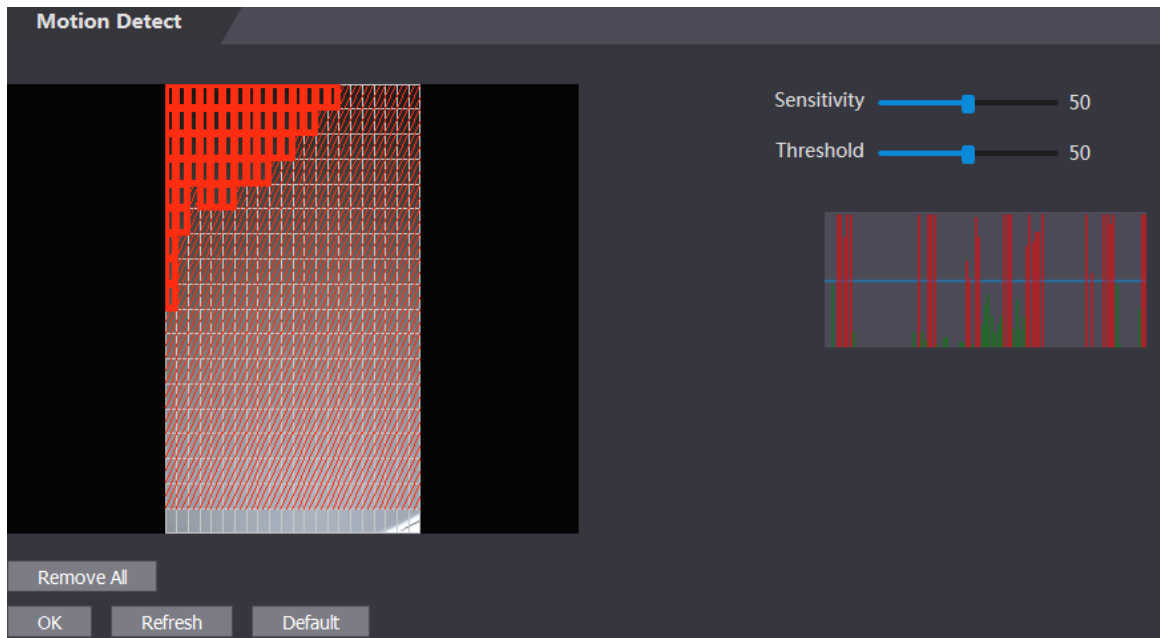 Motion Detect
Sensitivity 50
Threshold 50
Remove All
OK Refresh Default